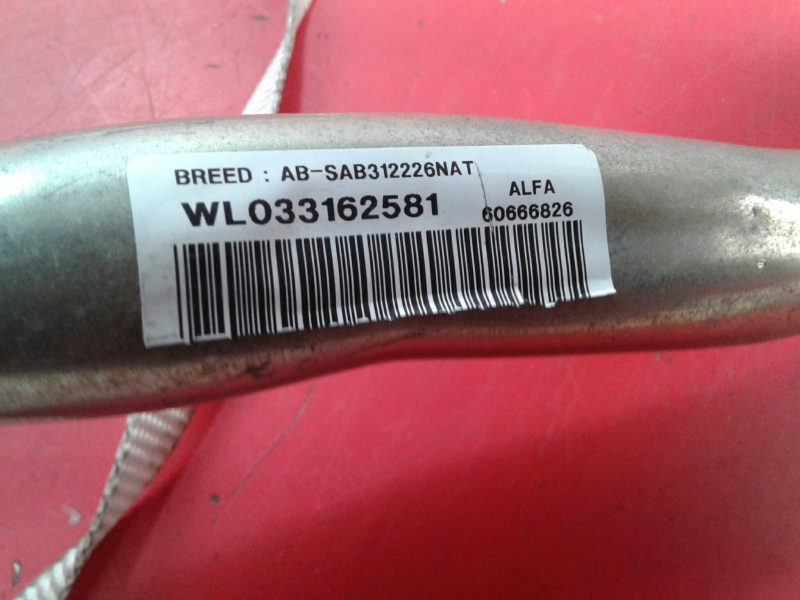 BREED : AB-SAB312226NAT
ALFA
WL033162581
60666826